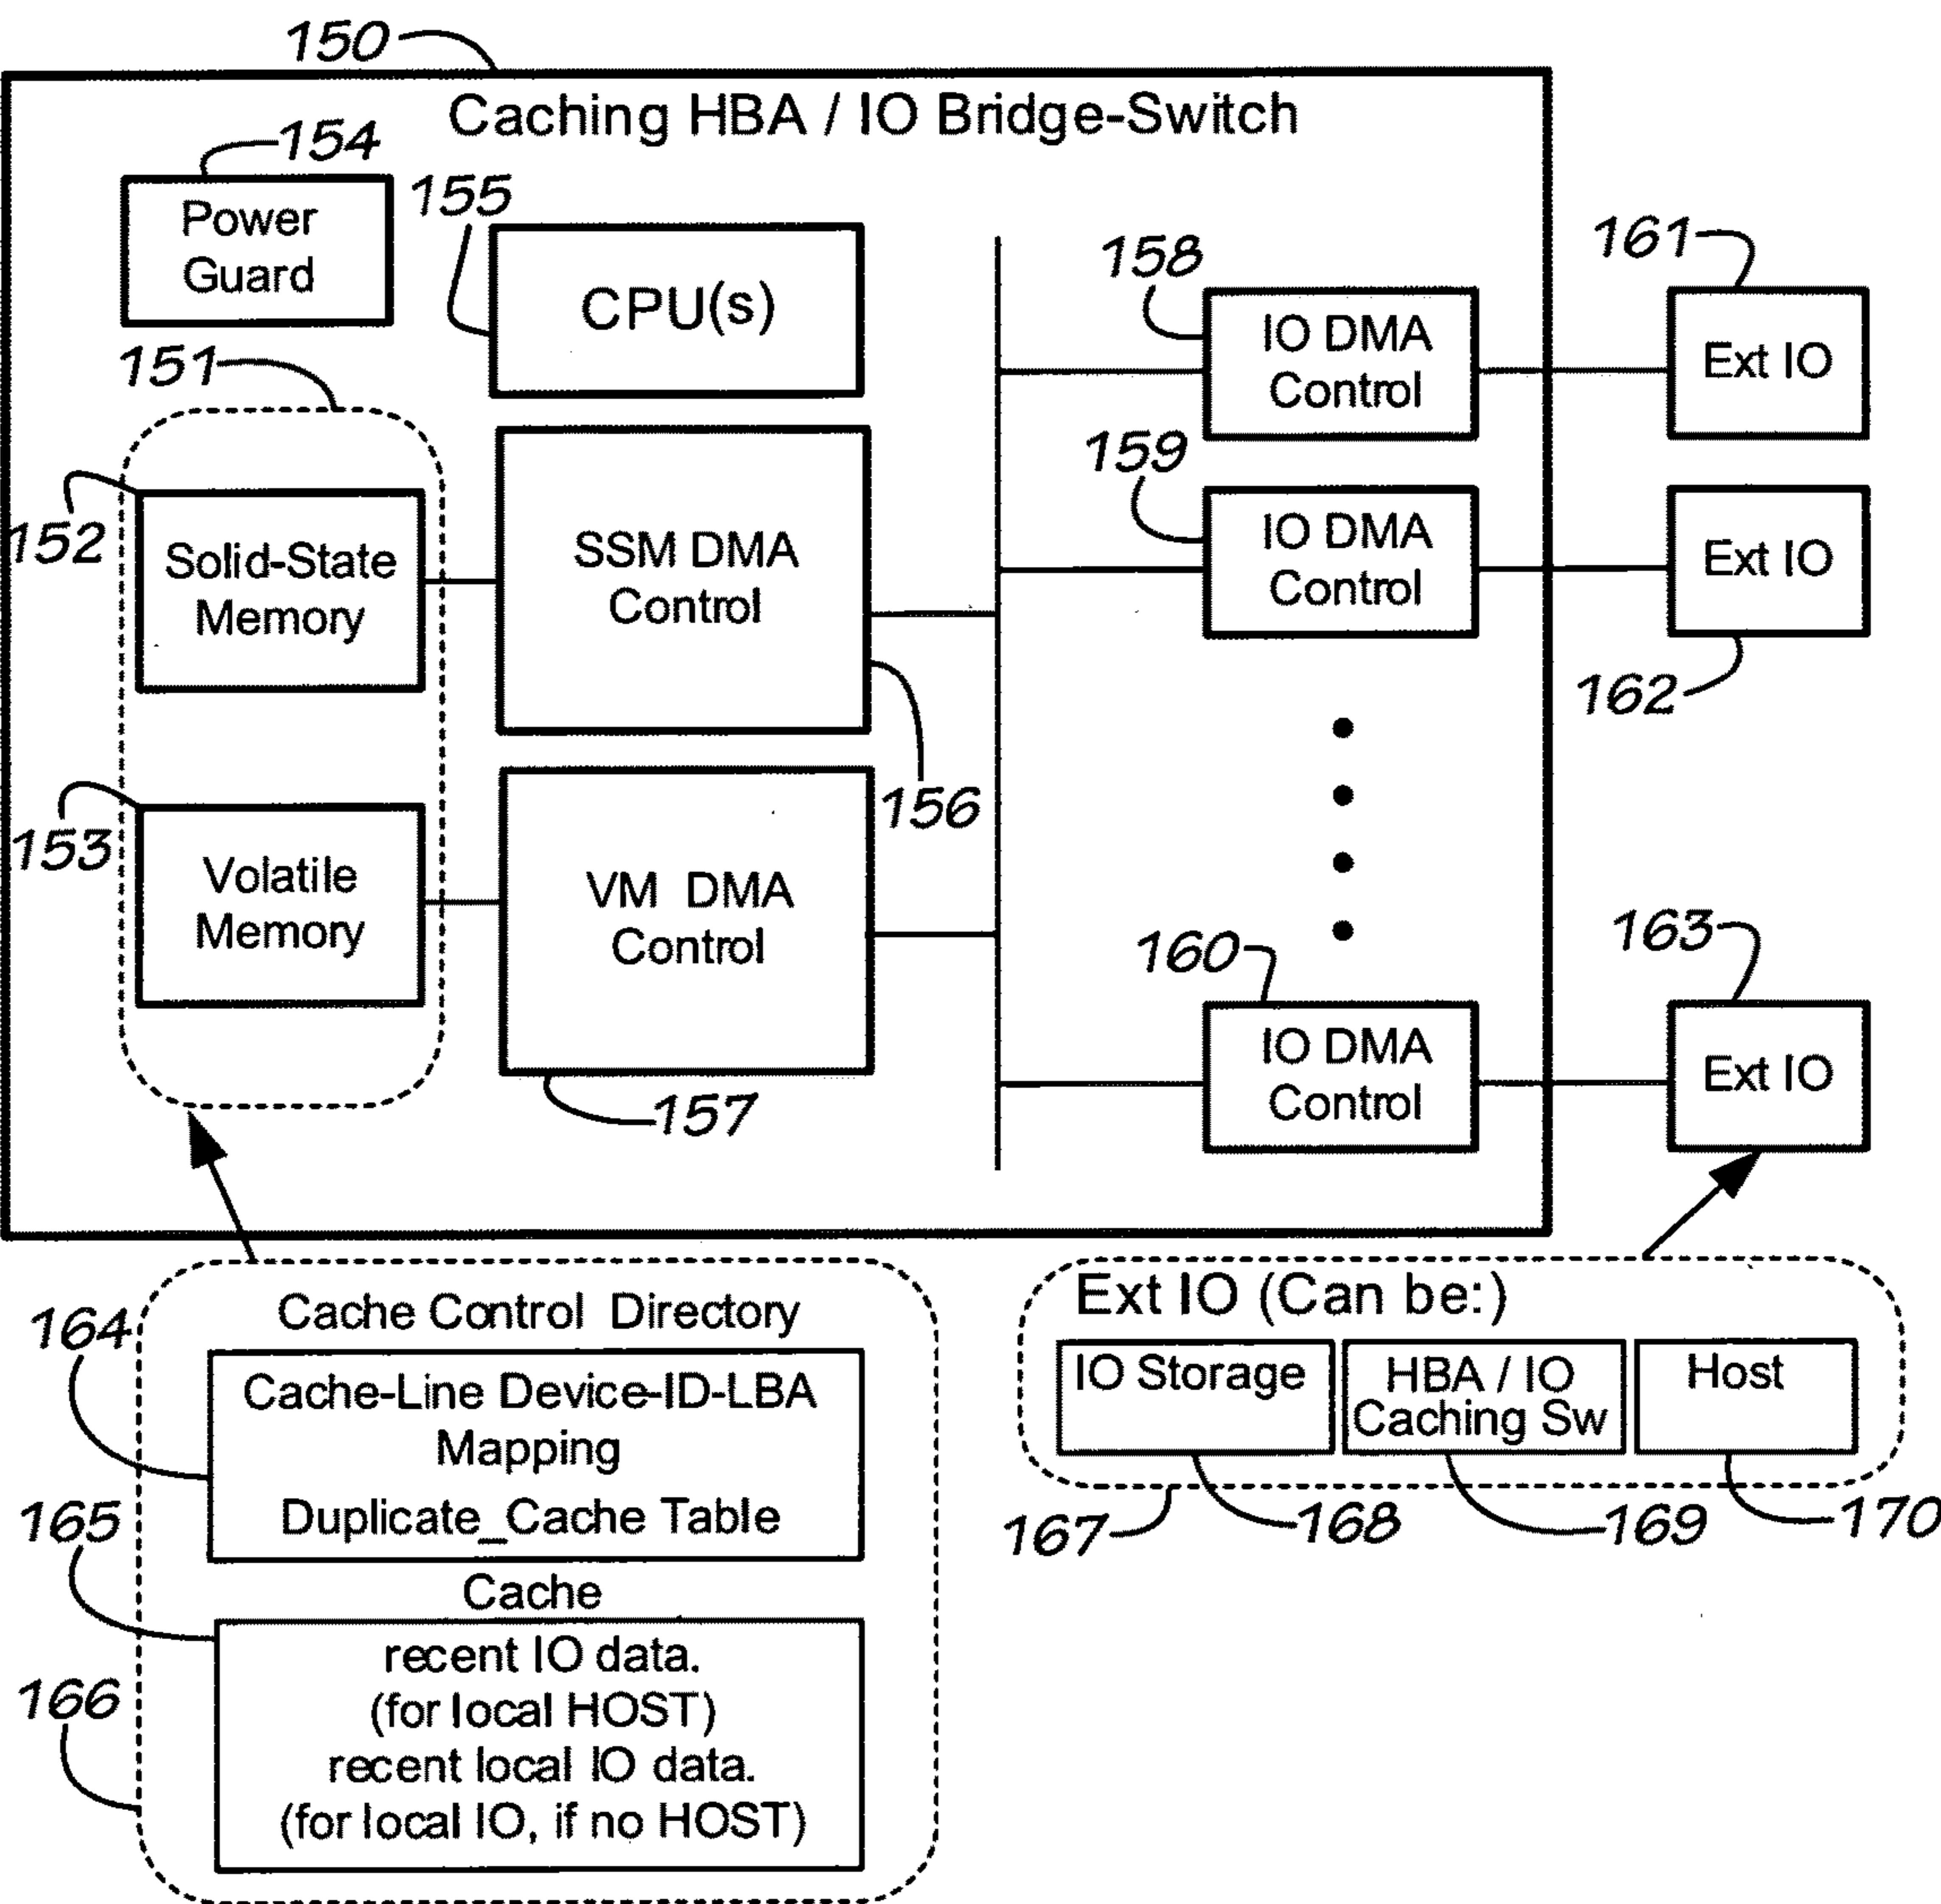 150
Caching HBA / IO Bridge-Switch
154
Power
Guard
155
CPU(s)
158
IO DMA
Control
161
Ext IO
151
152
Solid-State
Memory
SSM DMA
Control
156
159
IO DMA
Control
Ext IO
162
153
Volatile
Memory
VM DMA
Control
157
160
IO DMA
Control
163
Ext IO
164
Cache Control Directory
Cache-Line Device-ID-LBA
Mapping
Duplicate_Cache Table
165
Cache
166
recent IO data.
(for local HOST)
recent local IO data.
(for local IO, if no HOST)
Ext IO (Can be:)
IO Storage
HBA / IO
Caching Sw
Host
167
168
169
170